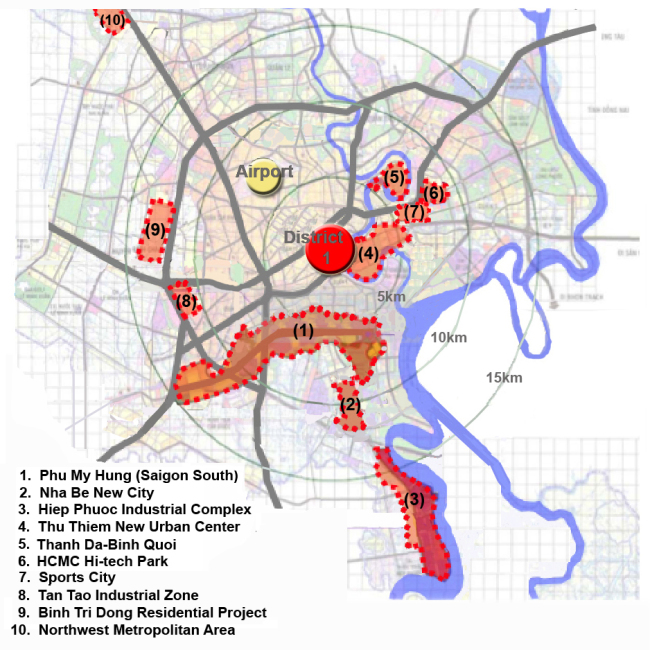 (10)
Airport
(5)
(6)
(7)
(9)
District
1
(4)
5km
(8)
(1)
10km
15km
(2)
(3)
1. Phu My Hung (Saigon South)
2. Nha Be New City
3. Hiep Phuoc Industrial Complex
4. Thu Thiem New Urban Center
5. Thanh Da-Binh Quoi
6. HCMC Hi-tech Park
7. Sports City
8. Tan Tao Industrial Zone
9. Binh Tri Dong Residential Project
10. Northwest Metropolitan Area